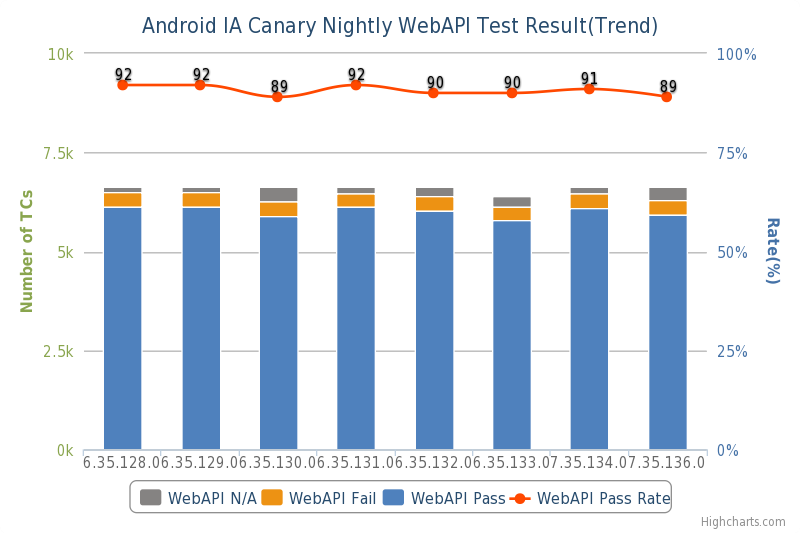 Android IA Canary Nightly WebAPI Test Result(Trend)
10k
100%
92 92 89 92 90 90 91 89
7.5k
75%
Number of TCs
Rate(%)
5k
50%
2.5k
25%
0k
0%
6.35.128.0 6.35.129.0 6.35.130.0 6.35.131.0 6.35.132.0 6.35.133.0 7.35.134.0 7.35.136.0
WebAPI N/A WebAPI Fail WebAPI Pass WebAPI Pass Rate
Highcharts.com